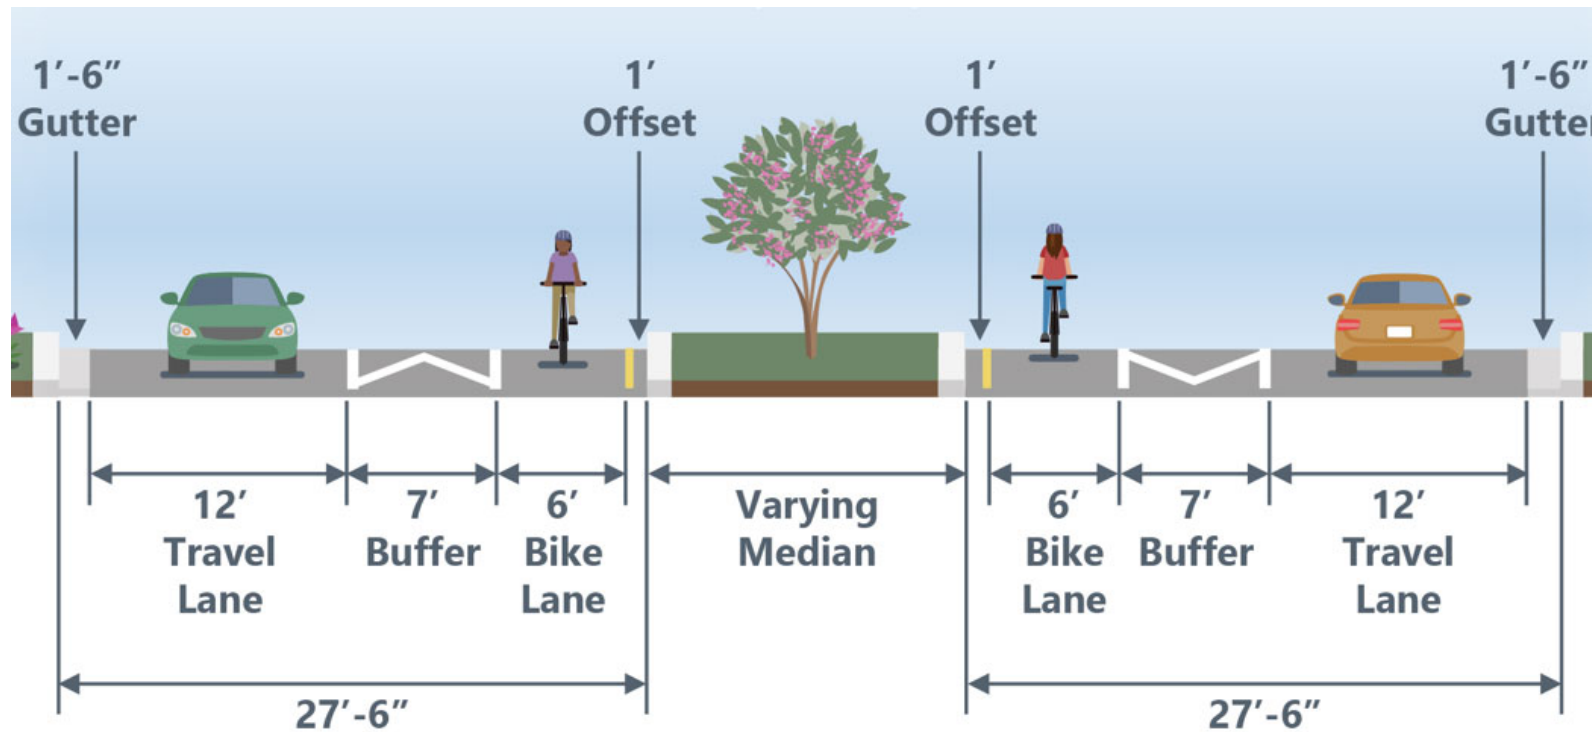 1′-6″
Gutter
1′
Offset
1′
Offset
1′-6″
Gutter
12′
Travel
Lane
7′
Buffer
6′
Bike
Lane
Varying
Median
6′
Bike
Lane
7′
Buffer
12′
Travel
Lane
27′-6″
27′-6″